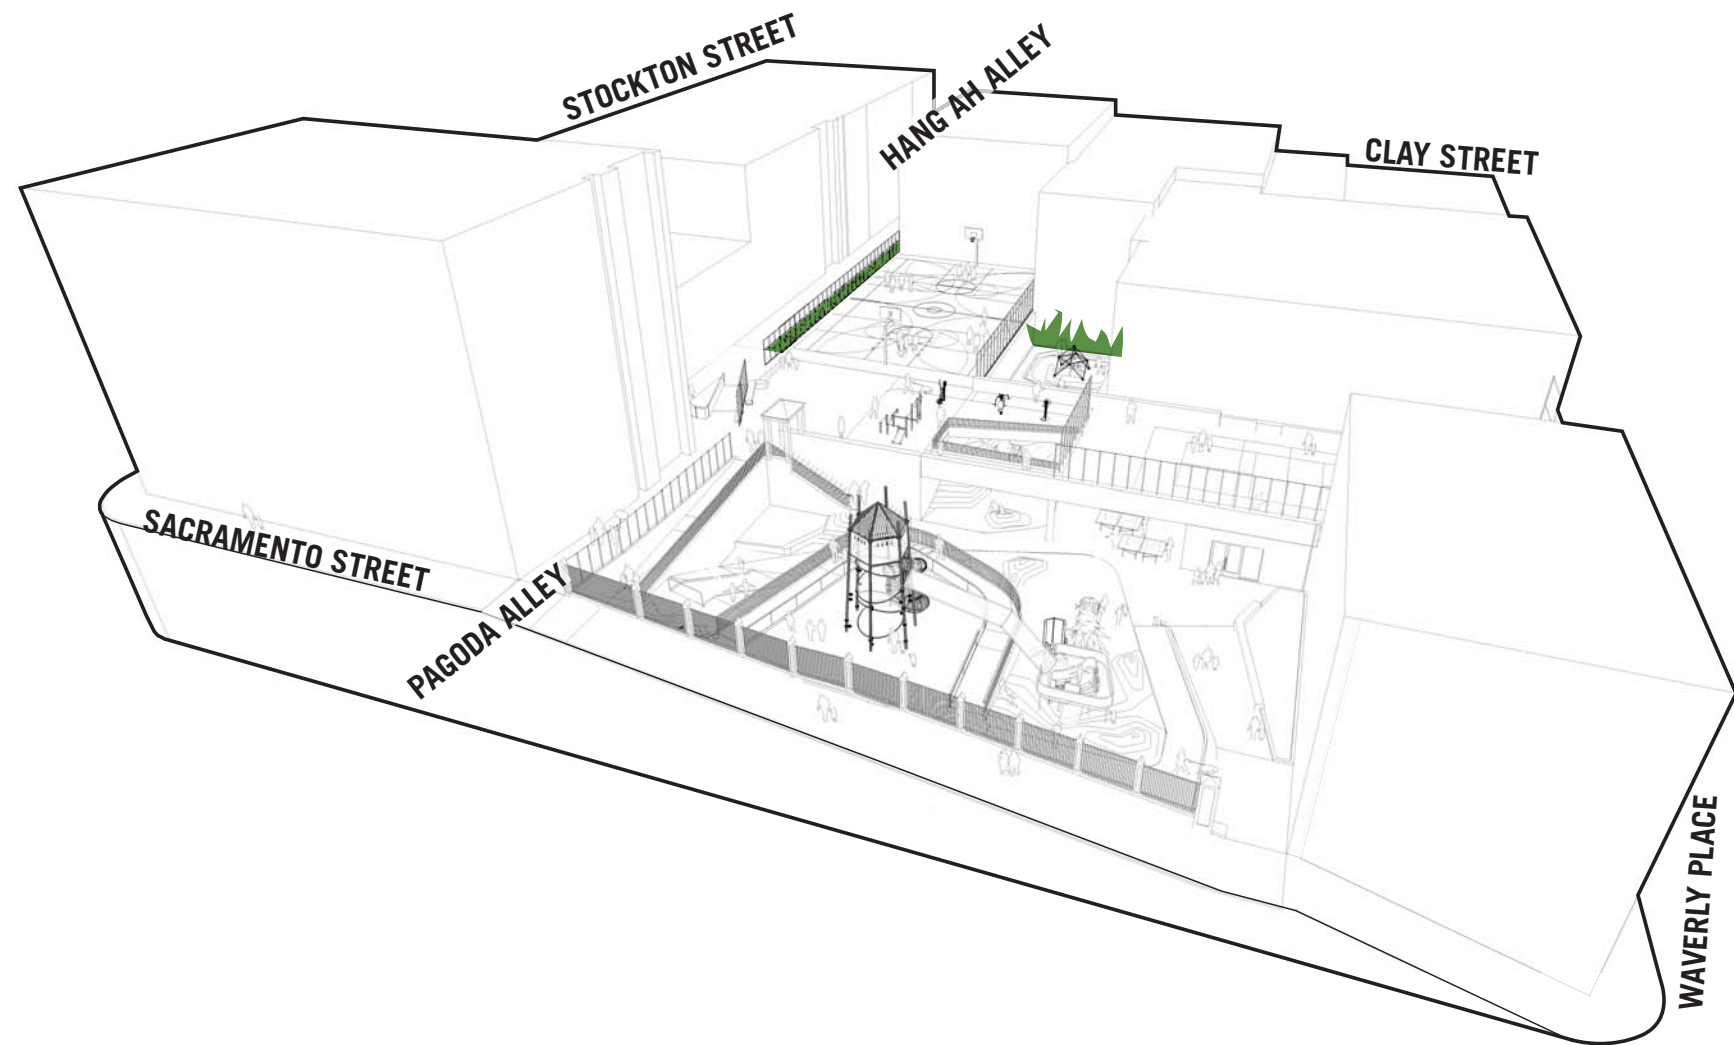 STOCKTON STREET
HANG AH ALLEY
CLAY STREET
SACRAMENTO STREET
PAGODA ALLEY
WAVERLY PLACE